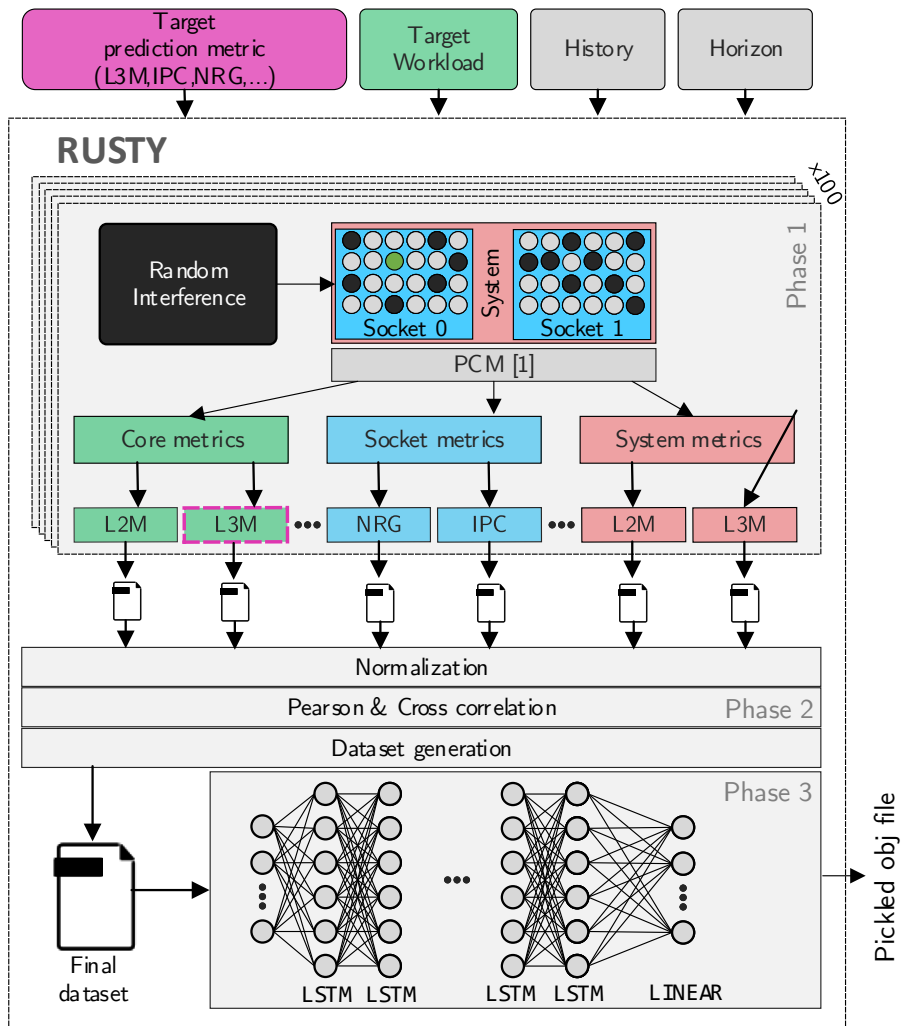 Target
prediction metric
(L3M,IPC,NRG,...)
Target
Workload
History
Horizon
RUSTY
x100
Phase 1
Random
Interference
System
Socket 0
Socket 1
PCM [1]
Core metrics
Socket metrics
System metrics
L2M
L3M
NRG
IPC
L2M
L3M
Normalization
Pearson & Cross correlation
Phase 2
Dataset generation
Phase 3
Final
dataset
LSTM
LSTM
LSTM
LSTM
LINEAR
Pickled obj file